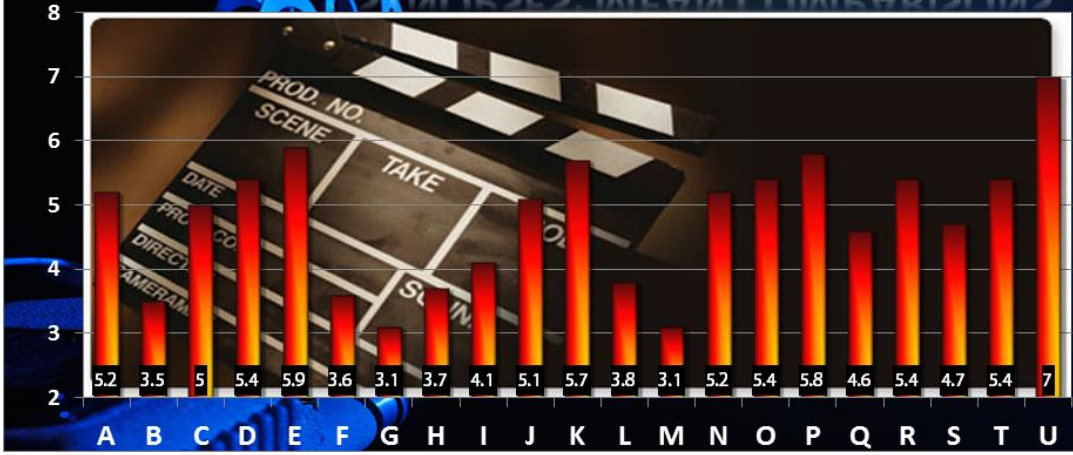 8
7
6
5
4
3
2
PROD. NO.
SCENE
TAKE
DATE
5.2 3.5 5 5.4 5.9 3.6 3.1 3.7 4.1 5.1 5.7 3.8 3.1 5.2 5.4 5.8 4.6 5.4 4.7 5.4 7
A B C D E F G H I J K L M N O P Q R S T U